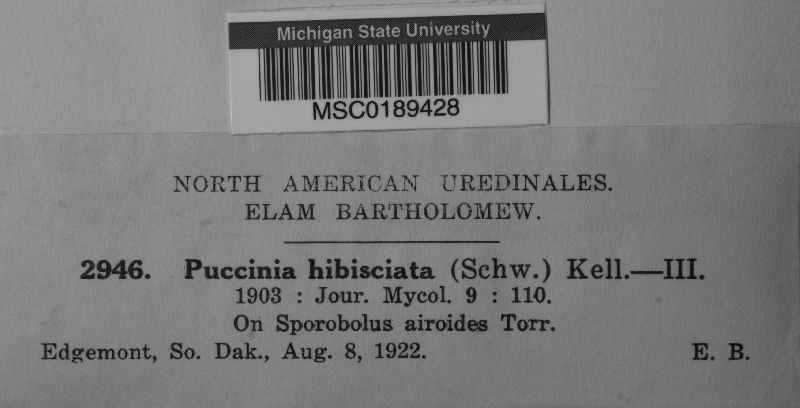 Michigan State University
MSC0189428
NORTH AMERICAN UREDINALES.
ELAM BARTHOLOMEW.
2946. Puccinia hibisciata (Schw.) Kell.—III.
1903 : Jour. Mycol. 9 : 110.
On Sporobolus airoides Torr.
Edgemont, So. Dak., Aug. 8, 1922. E. B.